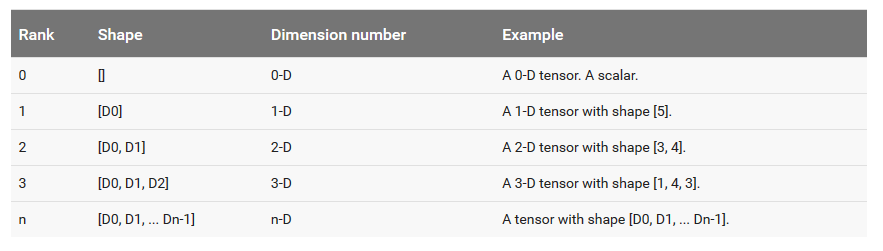 Rank Shape Dimension number Example
0 [] 0-D A 0-D tensor. A scalar.
1 [D0] 1-D A 1-D tensor with shape [5].
2 [D0, D1] 2-D A 2-D tensor with shape [3, 4].
3 [D0, D1, D2] 3-D A 3-D tensor with shape [1, 4, 3].
n [D0, D1, ... Dn-1] n-D A tensor with shape [D0, D1, ... Dn-1].